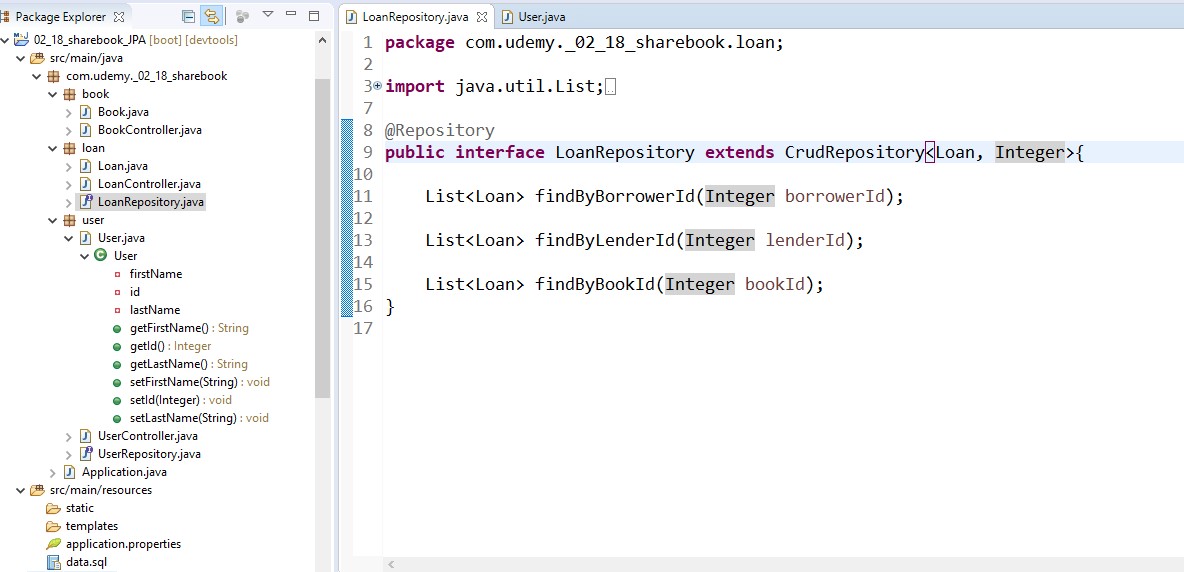 Package Explorer
02_18_sharebook_JPA [boot] [devtools]
src/main/java
com.udemy._02_18_sharebook
book
Book.java
BookController.java
loan
Loan.java
LoanController.java
LoanRepository.java
user
User.java
User
firstName
id
lastName
getFirstName() : String
getId() : Integer
getLastName() : String
setFirstName(String) : void
setId(Integer) : void
setLastName(String) : void
UserController.java
UserRepository.java
Application.java
src/main/resources
static
templates
application.properties
data.sql
LoanRepository.java
User.java
1 package com.udemy._02_18_sharebook.loan;
2
3 import java.util.List;
7
8 @Repository
9 public interface LoanRepository extends CrudRepository<Loan, Integer>{
10
11 List<Loan> findByBorrowerId(Integer borrowerId);
12
13 List<Loan> findByLenderId(Integer lenderId);
14
15 List<Loan> findByBookId(Integer bookId);
16 }
17